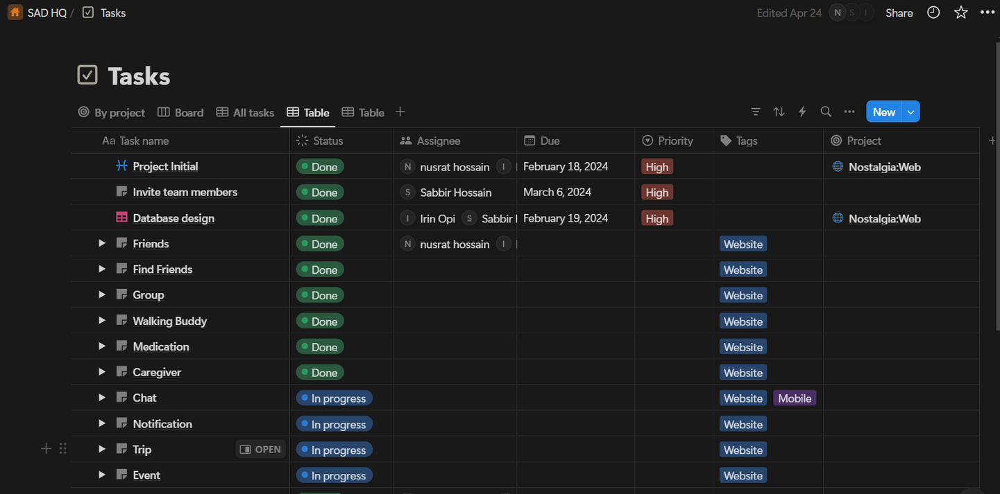 SAD HQ / Tasks Edited Apr 24 N S I Share
Tasks
By project Board All tasks Table Table New
Aa Task name Status Assignee Due Priority Tags Project
Project Initial Done N nusrat hossain I February 18, 2024 High Nostalgia:Web
Invite team members Done S Sabbir Hossain March 6, 2024 High
Database design Done I Irin Opi S Sabbir February 19, 2024 High Nostalgia:Web
Friends Done N nusrat hossain I Website
Find Friends Done Website
Group Done Website
Walking Buddy Done Website
Medication Done Website
Caregiver Done Website
Chat In progress Website Mobile
Notification In progress Website
Trip OPEN In progress Website
Event In progress Website